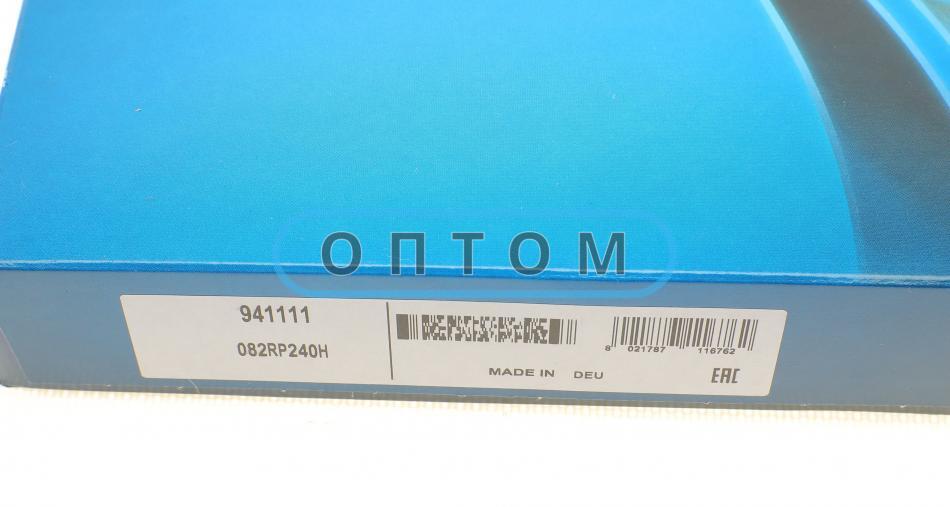 ОПТОМ
941111
082RP240H
8 021787 116762
MADE IN DEU
EAC